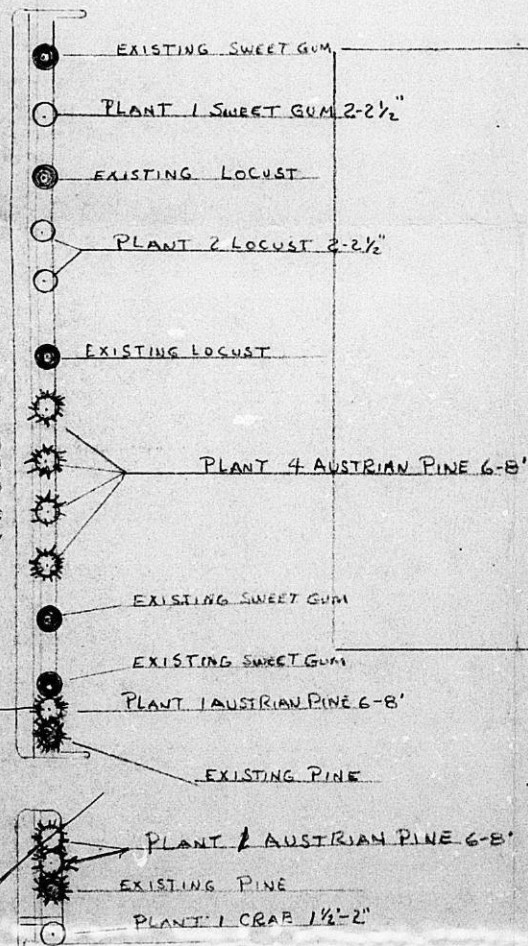 EXISTING SWEET GUM
PLANT 1 SWEET GUM 2-2½"
EXISTING LOCUST
PLANT 2 LOCUST 2-2½"
EXISTING LOCUST
PLANT 4 AUSTRIAN PINE 6-8'
EXISTING SWEET GUM
EXISTING SWEET GUM
PLANT 1 AUSTRIAN PINE 6-8'
EXISTING PINE
PLANT 1 AUSTRIAN PINE 6-8'
EXISTING PINE
PLANT 1 CRAB 1½'-2"